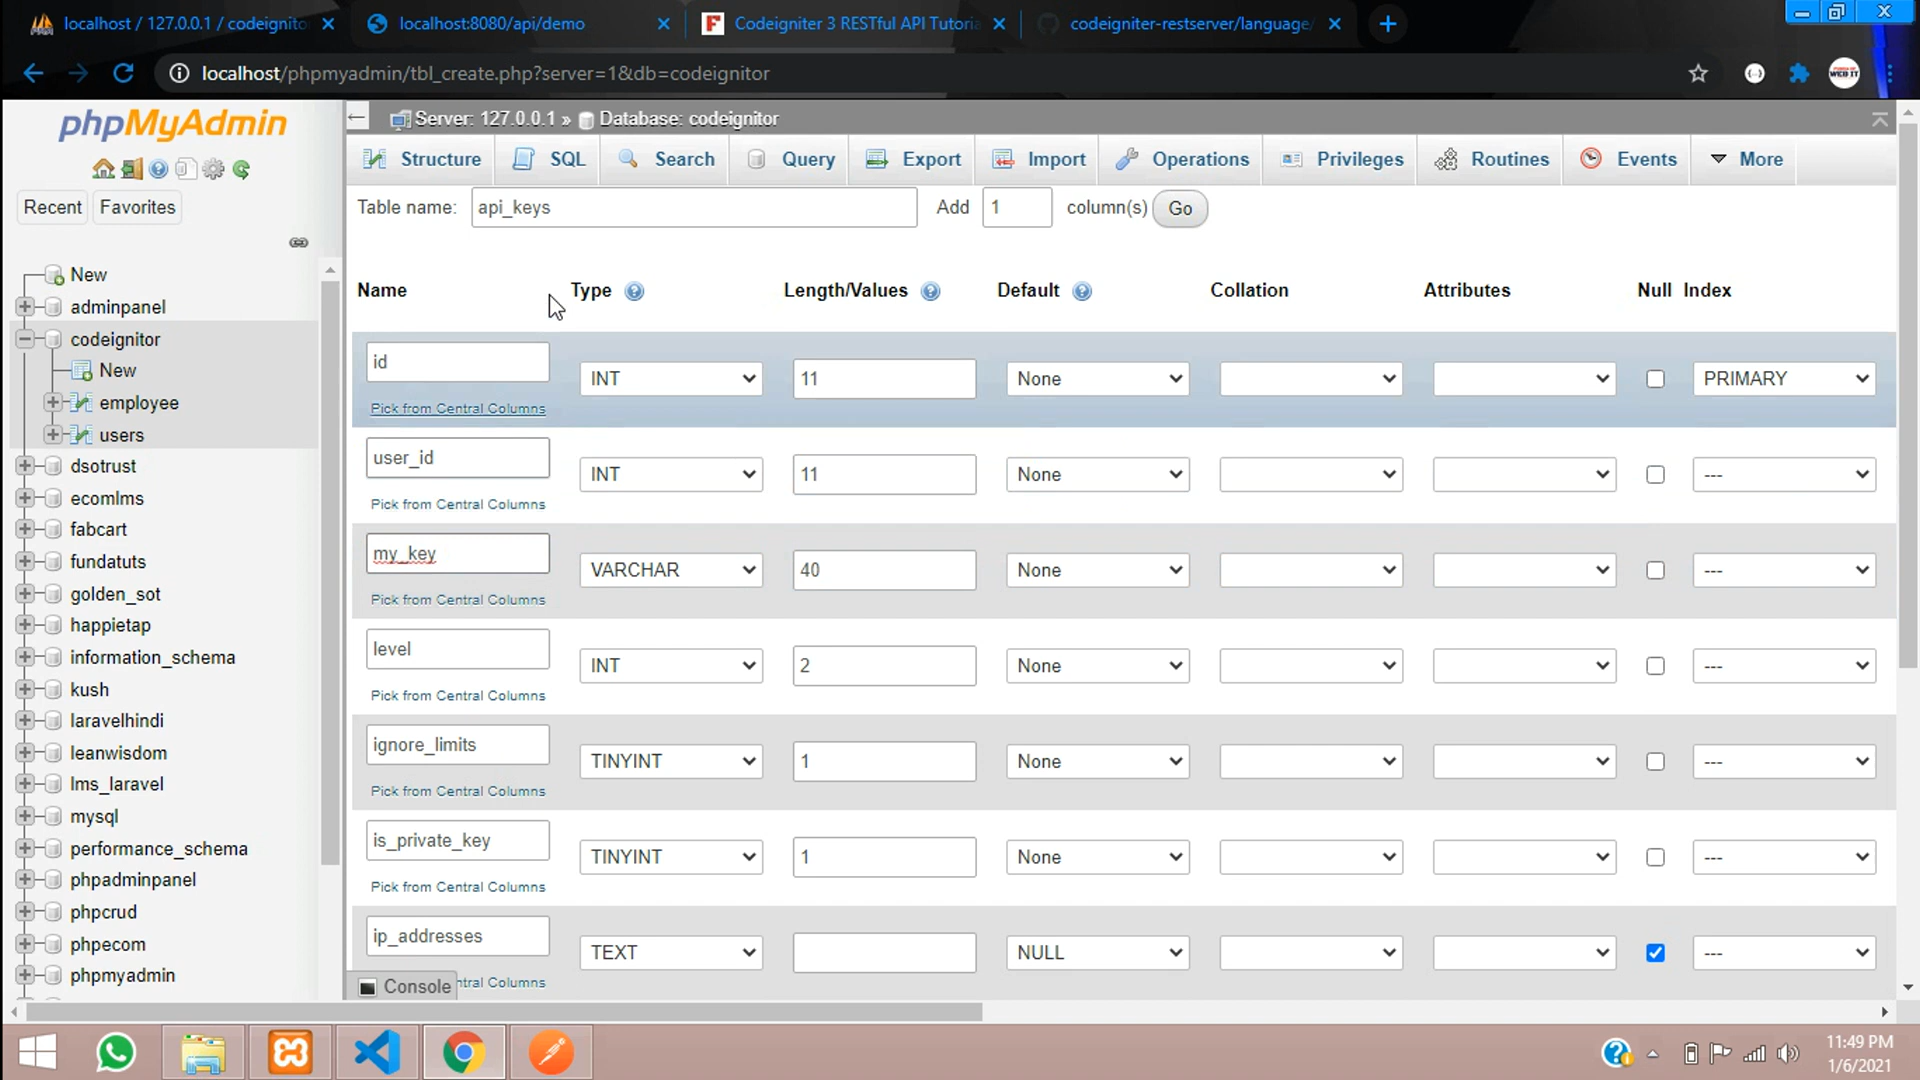 localhost / 127.0.0.1 / codeignito
localhost:8080/api/demo
Codeigniter 3 RESTful API Tutoria
codeigniter-restserver/language/
localhost/phpmyadmin/tbl_create.php?server=1&db=codeignitor
WEB IT
phpMyAdmin
Recent
Favorites
New
adminpanel
codeignitor
New
employee
users
dsotrust
ecomlms
fabcart
fundatuts
golden_sot
happietap
information_schema
kush
laravelhindi
leanwisdom
lms_laravel
mysql
performance_schema
phpadminpanel
phpcrud
phpecom
phpmyadmin
Server: 127.0.0.1 » Database: codeignitor
Structure SQL Search Query Export Import Operations Privileges Routines Events More
Table name: api_keys Add 1 column(s) Go
Name Type Length/Values Default Collation Attributes Null Index
id INT 11 None PRIMARY
Pick from Central Columns
user_id INT 11 None ---
Pick from Central Columns
my_key VARCHAR 40 None ---
Pick from Central Columns
level INT 2 None ---
Pick from Central Columns
ignore_limits TINYINT 1 None ---
Pick from Central Columns
is_private_key TINYINT 1 None ---
Pick from Central Columns
ip_addresses TEXT NULL ---
Console ntral Columns
11:49 PM
1/6/2021